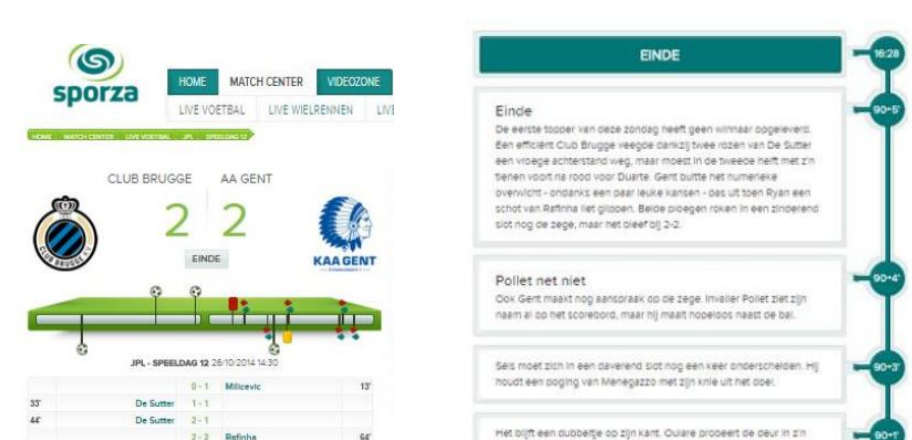 sporza
HOME MATCH CENTER VIDEOZONE
LIVE VOETBAL LIVE WIELRENNEN LIVE
HOME MATCH CENTER LIVE VOETBAL JPL SPEELDAG 12
CLUB BRUGGE AA GENT
2 2
EINDE
CLUB BRUGGE K.V.
KAA GENT
JPL - SPEELDAG 12 26/10/2014 14:30
0 - 1 Milicevic 13'
33' De Sutter 1 - 1
44' De Sutter 2 - 1
2 - 2 Rafinha 64'
EINDE
16:28
Einde
90+5'
De eerste topper van deze zondag heeft geen winnaar opgeleverd.
Een efficiënt Club Brugge veegde dankzij twee rozen van De Sutter
een vroege achterstand weg, maar moest in de tweede helft met z'n
tienen voort na rood voor Duarte. Gent buitte het numerieke
overwicht - ondanks een paar leuke kansen - pas uit toen Ryan een
schot van Rafinha liet glippen. Beide ploegen roken in een zinderend
slot nog de zege, maar het bleef bij 2-2.
Pollet net niet
90+4'
Ook Gent maakt nog aanspraak op de zege. Invaller Pollet ziet zijn
naam al op het scorebord, maar hij maait hopeloos naast de bal.
Sels moet zich in een daverend slot nog een keer onderscheiden. Hij
90+3'
houdt een poging van Menegazzo met zijn knie uit het doel.
Het blijft een dubbeltje op zijn kant. Oulare probeert de deur in z'n
90+1'